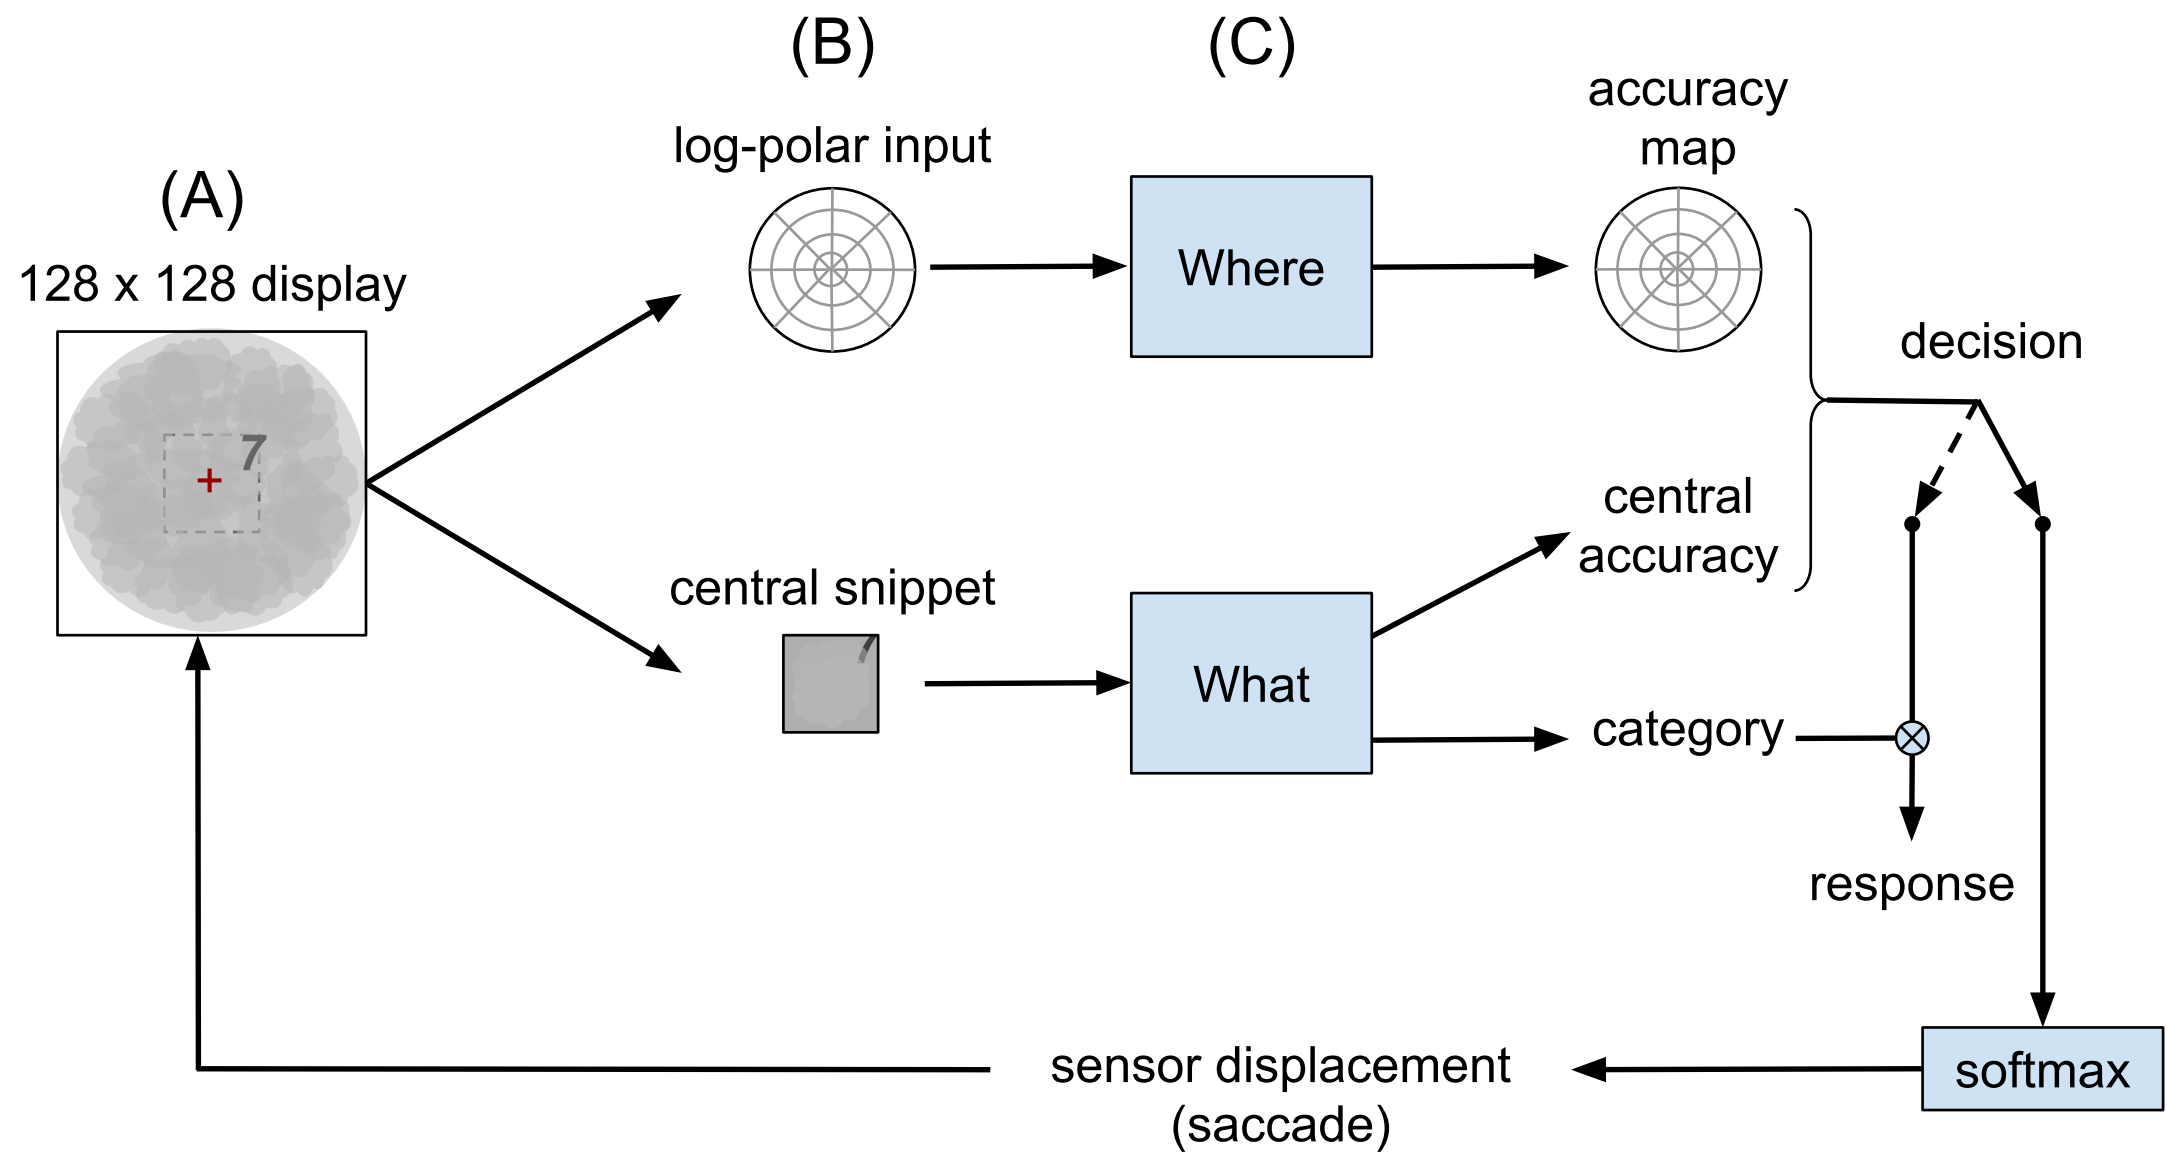 (A)
128 x 128 display
7
(B)
log-polar input
central snippet
(C)
Where
What
accuracy
map
central
accuracy
category
decision
response
softmax
sensor displacement
(saccade)